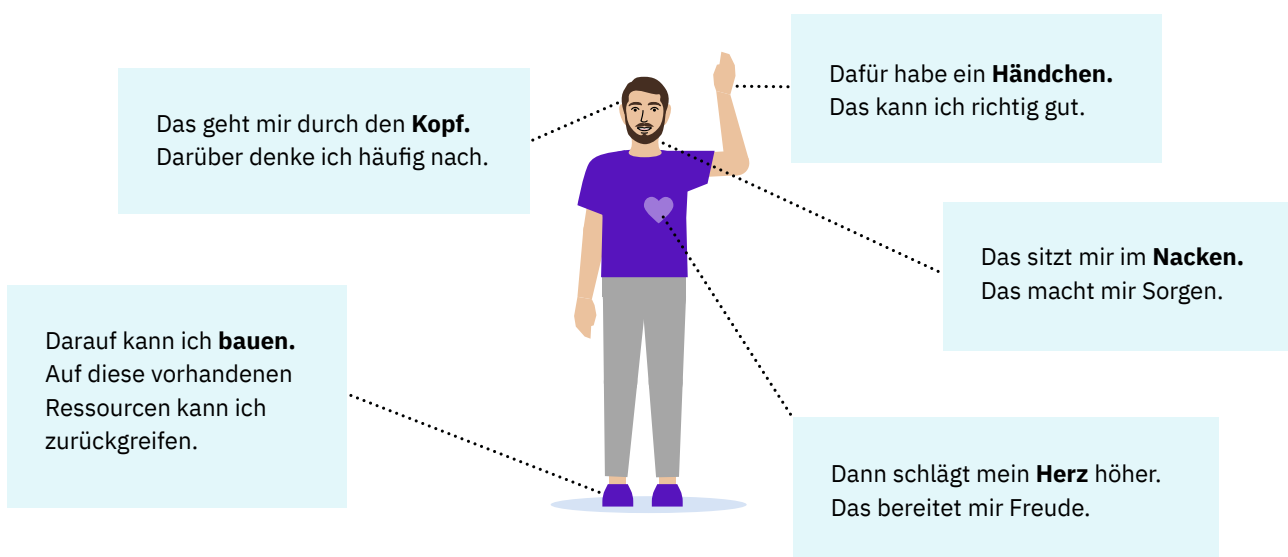 Dafür habe ein Händchen.
Das kann ich richtig gut.
Das geht mir durch den Kopf.
Darüber denke ich häufig nach.
Das sitzt mir im Nacken.
Das macht mir Sorgen.
Darauf kann ich bauen.
Auf diese vorhandenen
Ressourcen kann ich
zurückgreifen.
Dann schlägt mein Herz höher.
Das bereitet mir Freude.